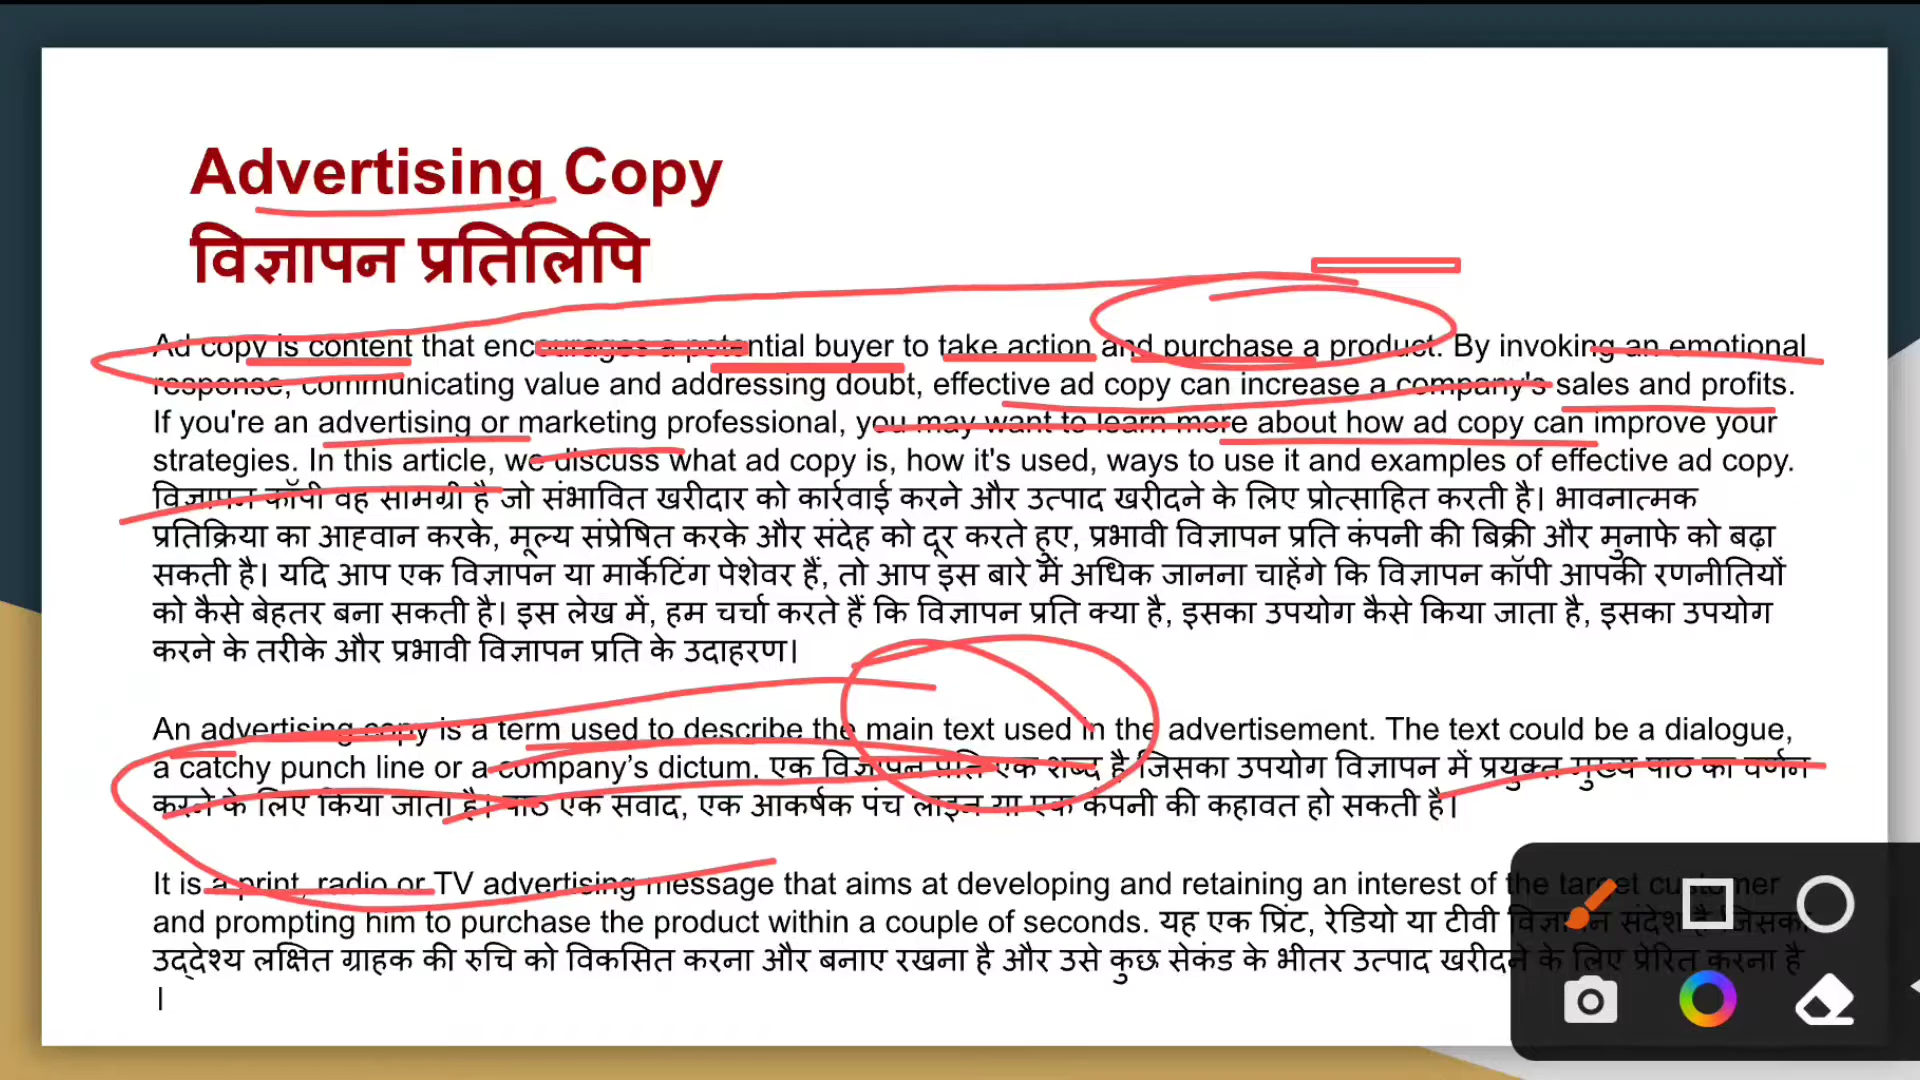 Advertising Copy
विज्ञापन प्रतिलिपि
Ad copy is content that encourages a potential buyer to take action and purchase a product. By invoking an emotional
response, communicating value and addressing doubt, effective ad copy can increase a company's sales and profits.
If you're an advertising or marketing professional, you may want to learn more about how ad copy can improve your
strategies. In this article, we discuss what ad copy is, how it's used, ways to use it and examples of effective ad copy.
विज्ञापन कॉपी वह सामग्री है जो संभावित खरीदार को कार्रवाई करने और उत्पाद खरीदने के लिए प्रोत्साहित करती है। भावनात्मक
प्रतिक्रिया का आह्वान करके, मूल्य संप्रेषित करके और संदेह को दूर करते हुए, प्रभावी विज्ञापन प्रति कंपनी की बिक्री और मुनाफे को बढ़ा
सकती है। यदि आप एक विज्ञापन या मार्केटिंग पेशेवर हैं, तो आप इस बारे में अधिक जानना चाहेंगे कि विज्ञापन कॉपी आपकी रणनीतियों
को कैसे बेहतर बना सकती है। इस लेख में, हम चर्चा करते हैं कि विज्ञापन प्रति क्या है, इसका उपयोग कैसे किया जाता है, इसका उपयोग
करने के तरीके और प्रभावी विज्ञापन प्रति के उदाहरण।
An advertising copy is a term used to describe the main text used in the advertisement. The text could be a dialogue,
a catchy punch line or a company’s dictum. एक विज्ञापन प्रति एक शब्द है जिसका उपयोग विज्ञापन में प्रयुक्त मुख्य पाठ का वर्णन
करने के लिए किया जाता है। पाठ एक संवाद, एक आकर्षक पंच लाइन या एक कंपनी की कहावत हो सकती है।
It is a print, radio or TV advertising message that aims at developing and retaining an interest of the target customer
and prompting him to purchase the product within a couple of seconds. यह एक प्रिंट, रेडियो या टीवी विज्ञापन संदेश है जिसका
उद्देश्य लक्षित ग्राहक की रुचि को विकसित करना और बनाए रखना है और उसे कुछ सेकंड के भीतर उत्पाद खरीदने के लिए प्रेरित करना है
।